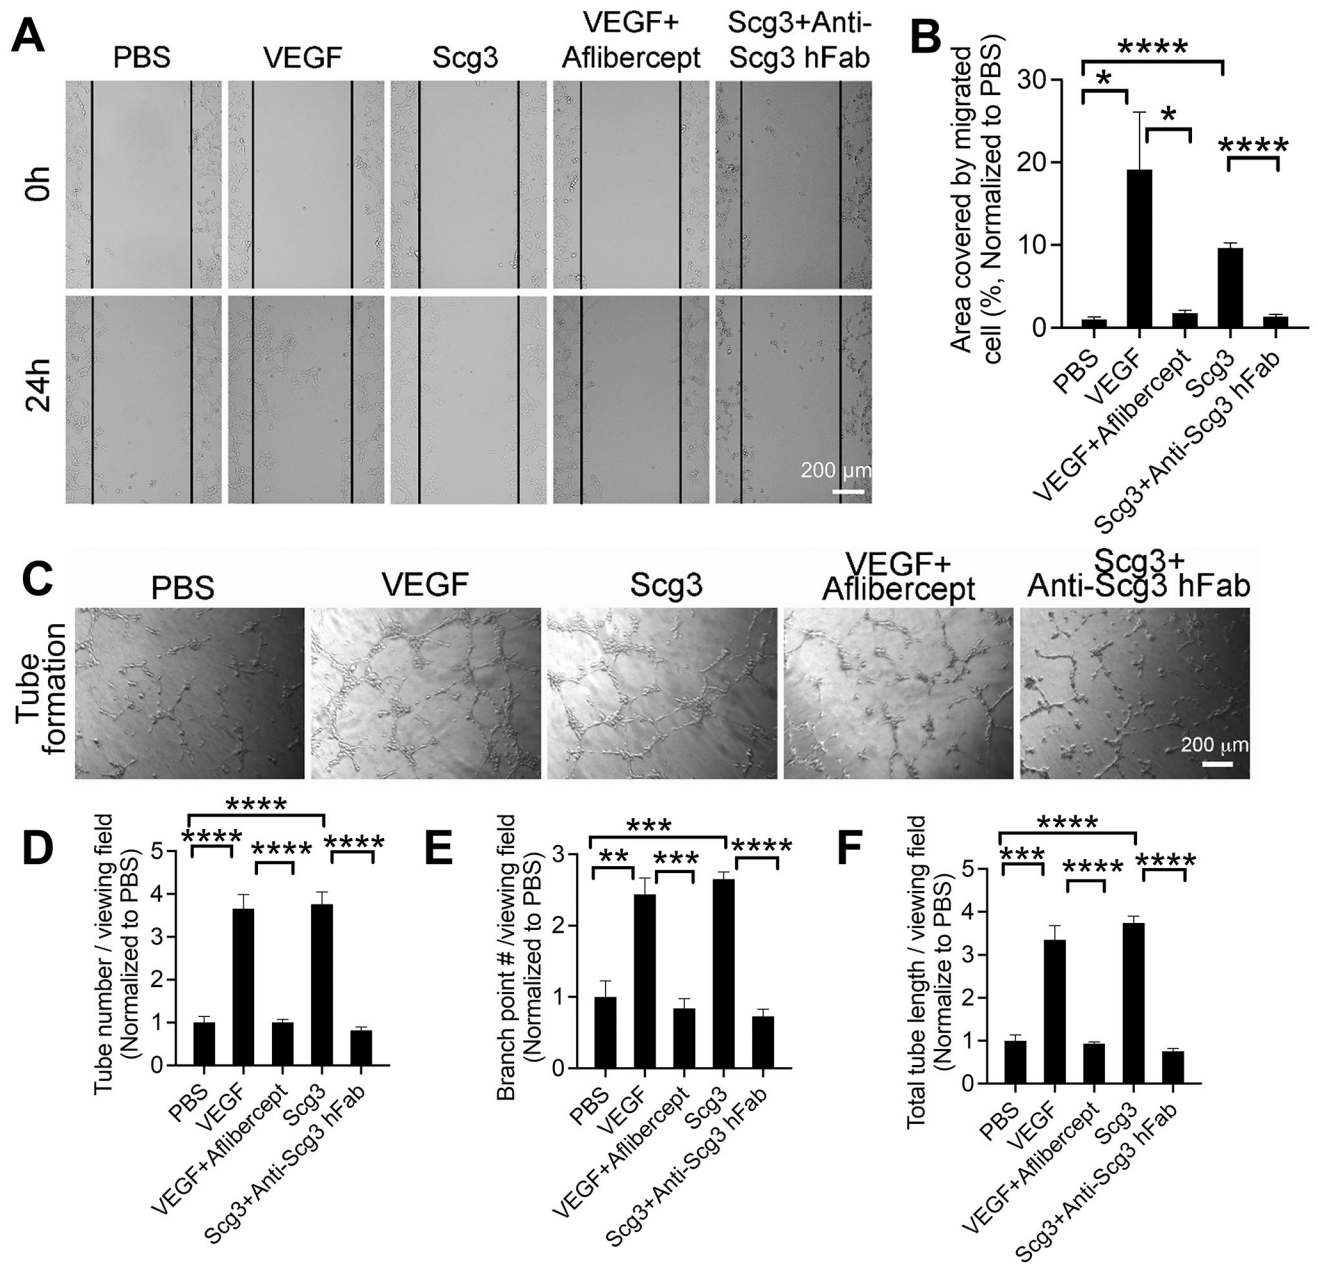 A
PBS
VEGF
Scg3
VEGF+
Aflibercept
Scg3+Anti-
Scg3 hFab
0h
24h
200 μm
B
Area covered by migrated
cell (%, Normalized to PBS)
****
*
*
****
30
20
10
0
PBS
VEGF
VEGF+Aflibercept
Scg3
Scg3+Anti-Scg3 hFab
C
PBS
VEGF
Scg3
VEGF+
Aflibercept
Scg3+
Anti-Scg3 hFab
Tube
formation
200 μm
D
Tube number / viewing field
(Normalized to PBS)
****
****
****
****
5
4
3
2
1
0
PBS
VEGF
VEGF+Aflibercept
Scg3
Scg3+Anti-Scg3 hFab
E
Branch point # /viewing field
(Normalized to PBS)
***
**
***
****
3
2
1
0
PBS
VEGF
VEGF+Aflibercept
Scg3
Scg3+Anti-Scg3 hFab
F
Total tube length / viewing field
(Normalize to PBS)
****
***
****
****
5
4
3
2
1
0
PBS
VEGF
VEGF+Aflibercept
Scg3
Scg3+Anti-Scg3 hFab